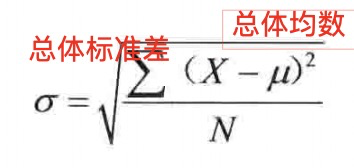 总体均数
总体标准差
σ = √(∑(X − μ)² / N)